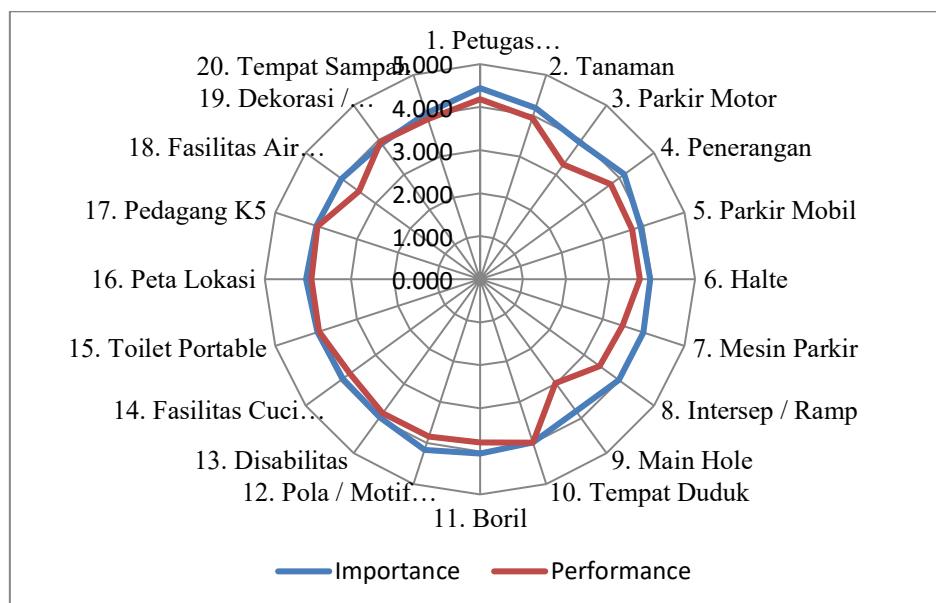 1. Petugas…
2. Tanaman
3. Parkir Motor
4. Penerangan
5. Parkir Mobil
6. Halte
7. Mesin Parkir
8. Intersep / Ramp
9. Main Hole
10. Tempat Duduk
11. Boril
12. Pola / Motif…
13. Disabilitas
14. Fasilitas Cuci…
15. Toilet Portable
16. Peta Lokasi
17. Pedagang K5
18. Fasilitas Air…
19. Dekorasi /…
20. Tempat Sampah
5.000
4.000
3.000
2.000
1.000
0.000
Importance
Performance